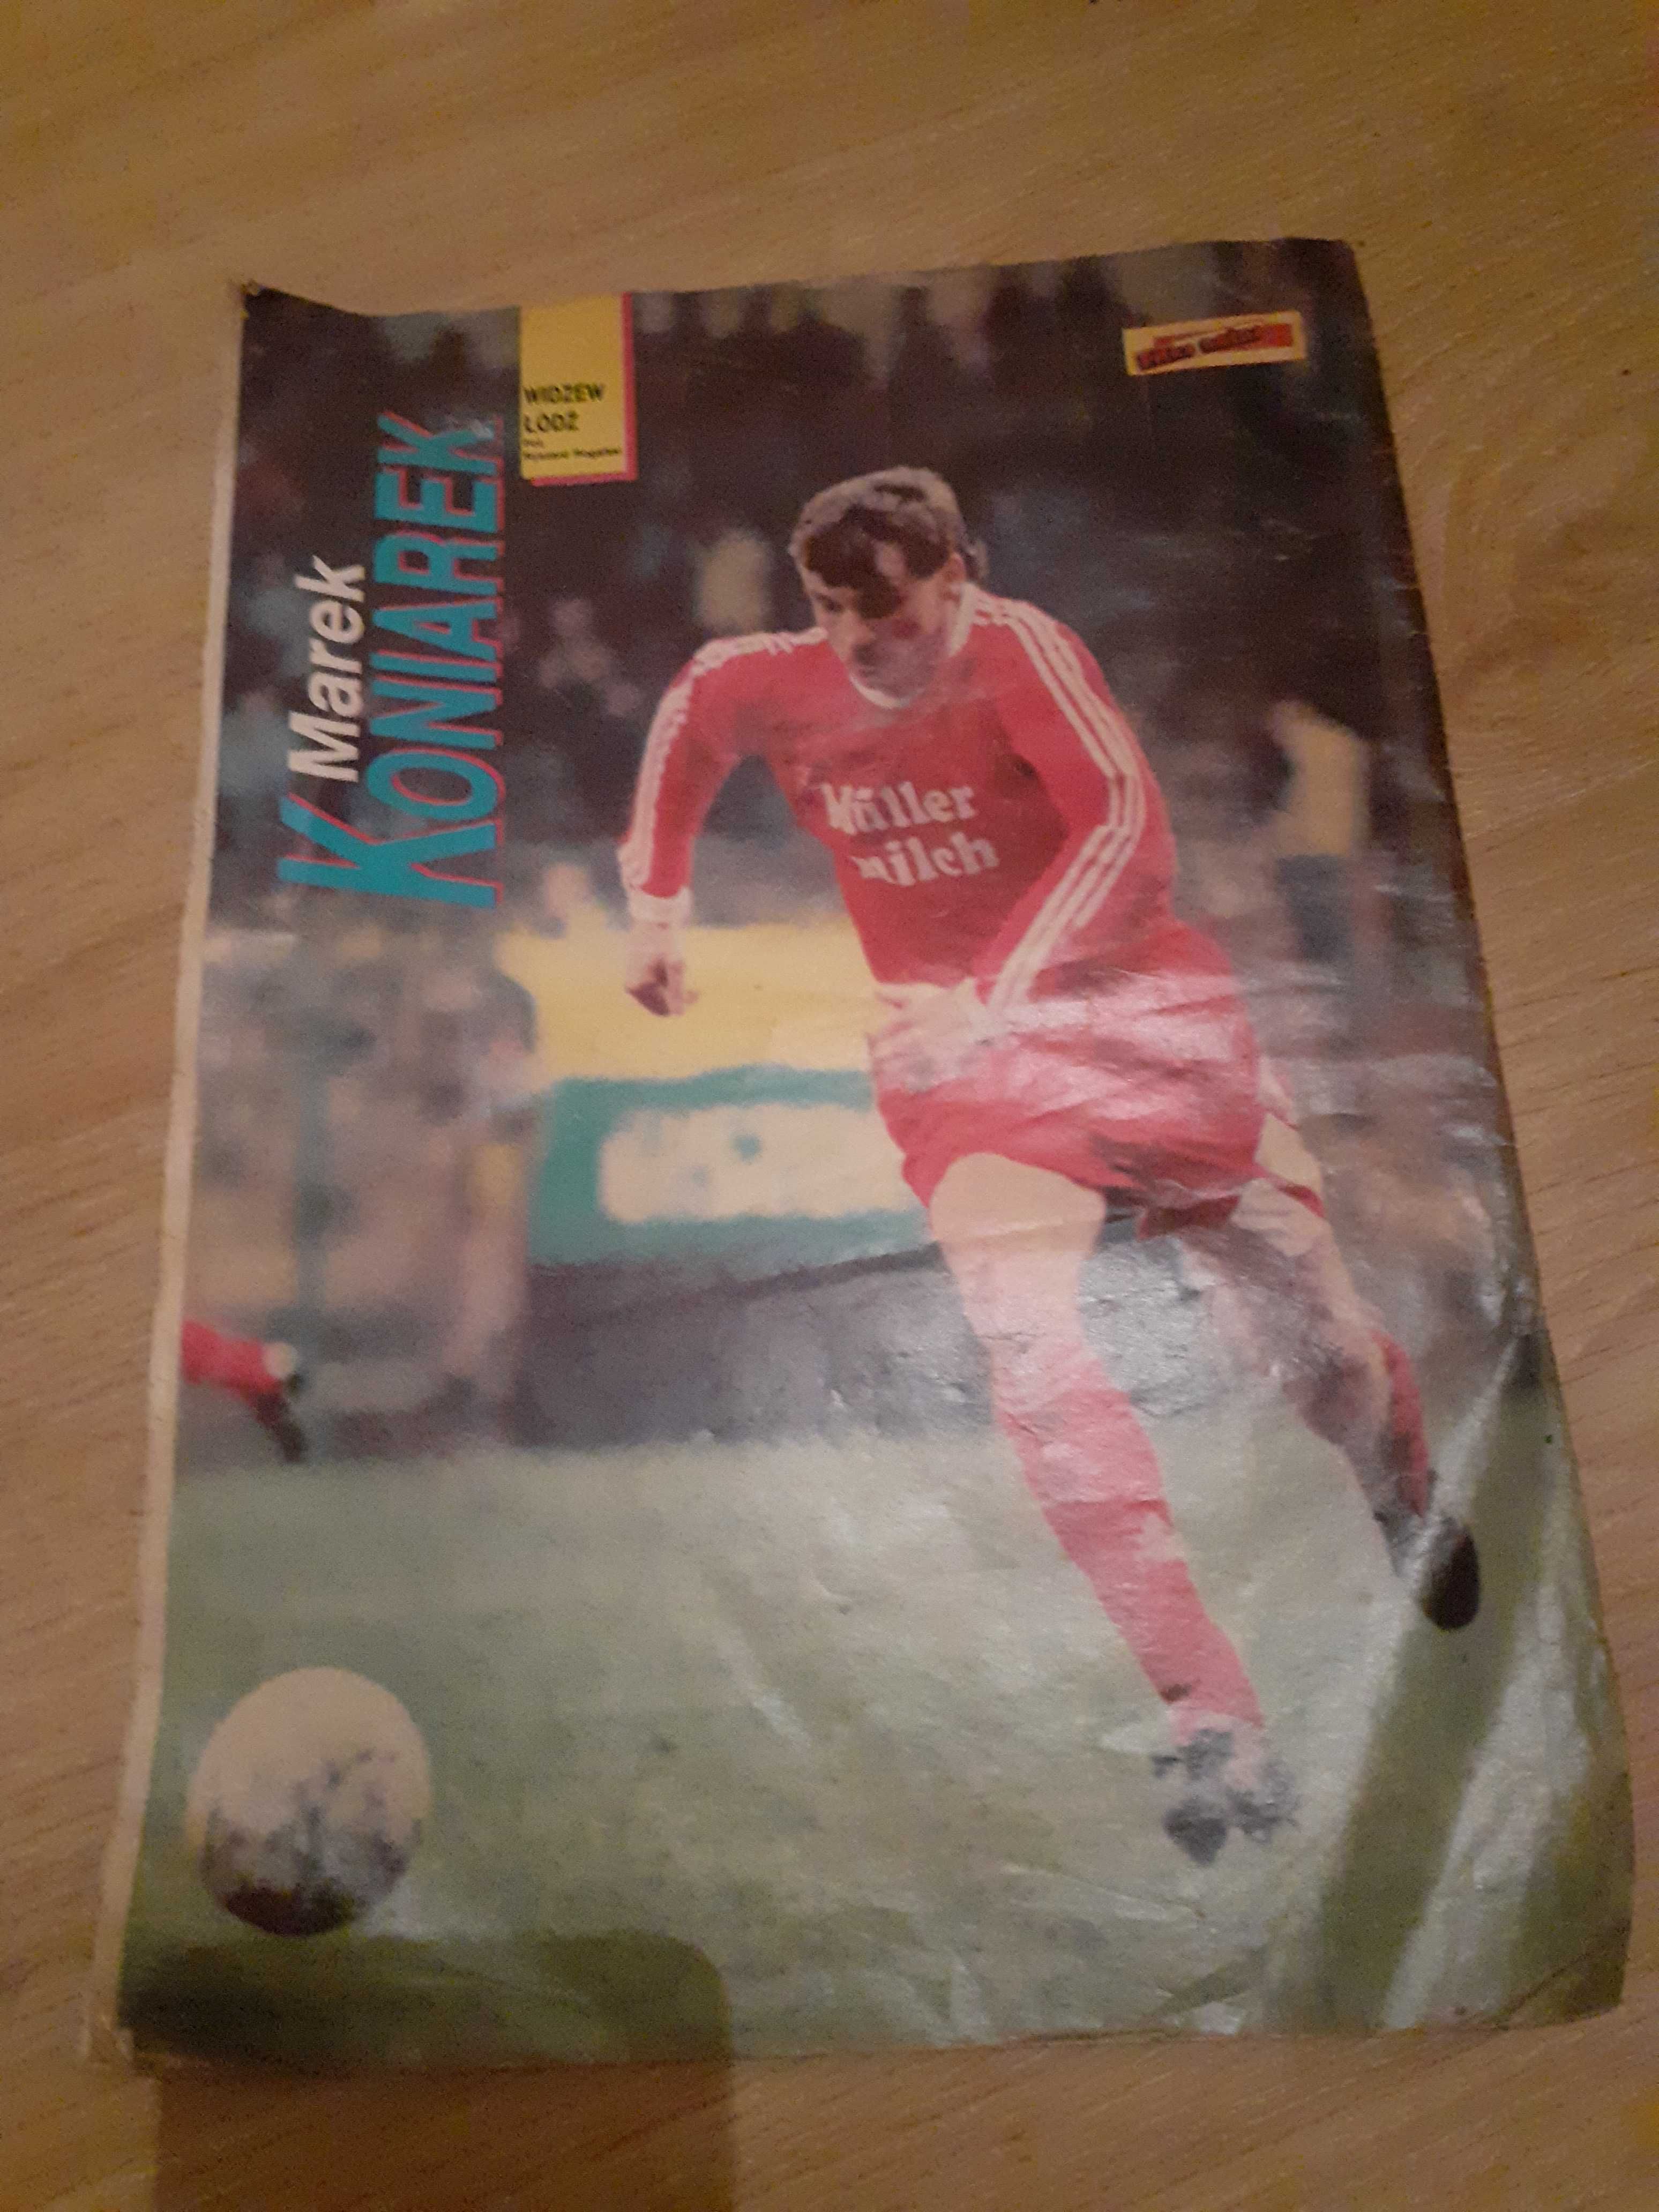 Marek
KONIAREK
WIDZEW
ŁÓDŹ
Müller
milch